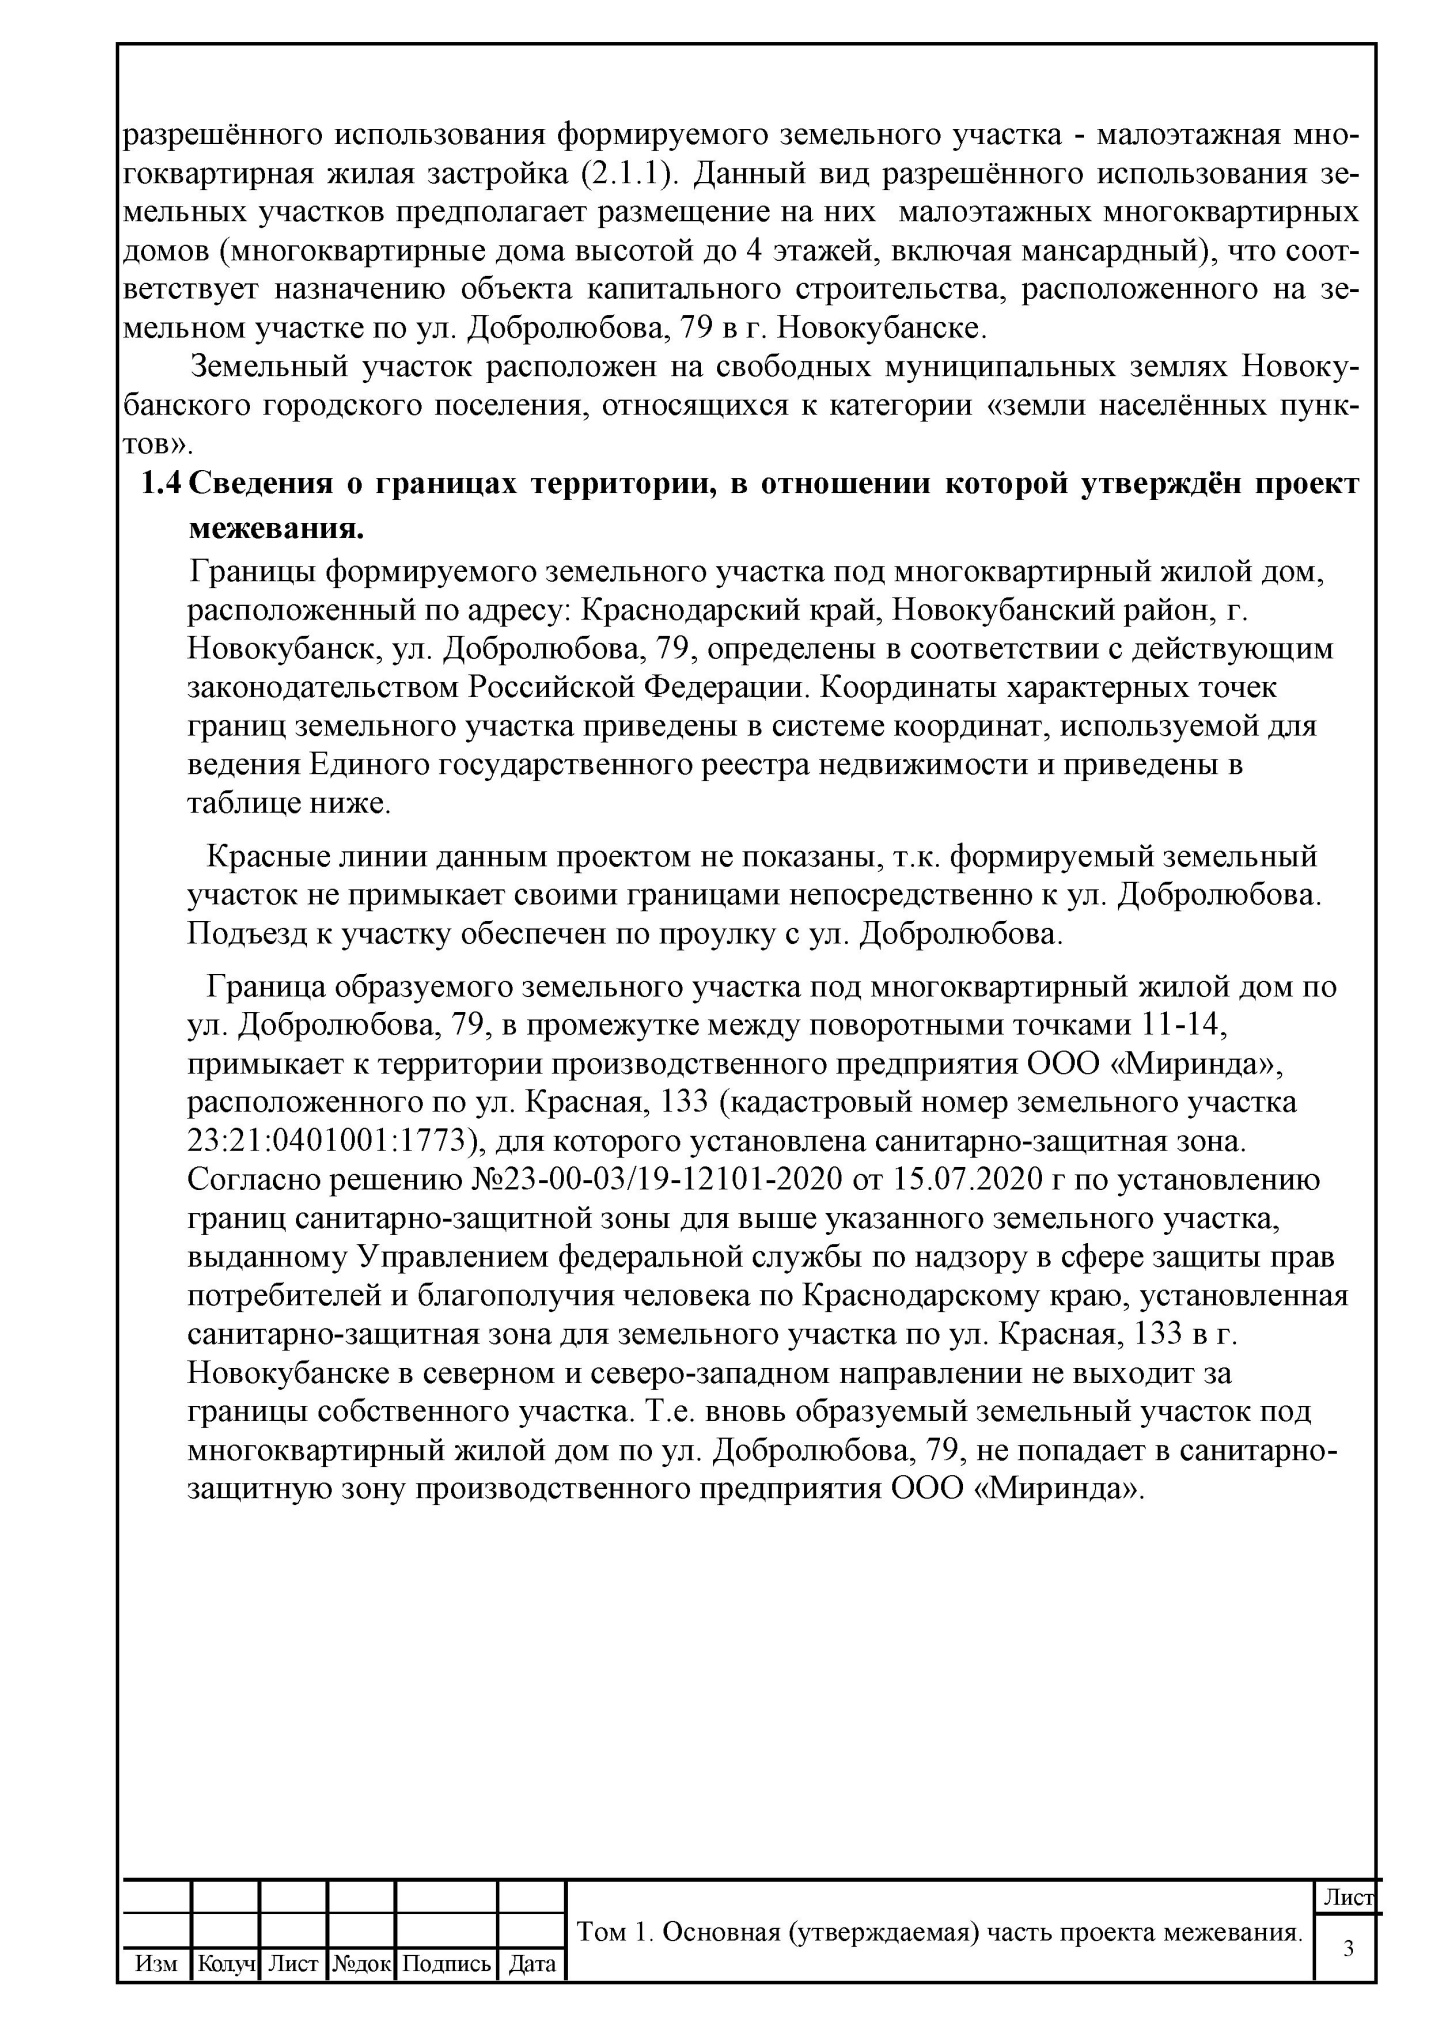 разрешённого использования формируемого земельного участка - малоэтажная мно-
гоквартирная жилая застройка (2.1.1). Данный вид разрешённого использования зе-
мельных участков предполагает размещение на них малоэтажных многоквартирных
домов (многоквартирные дома высотой до 4 этажей, включая мансардный), что соот-
ветствует назначению объекта капитального строительства, расположенного на зе-
мельном участке по ул. Добролюбова, 79 в г. Новокубанске.
Земельный участок расположен на свободных муниципальных землях Новоку-
банского городского поселения, относящихся к категории «земли населённых пунк-
тов».
1.4 Сведения о границах территории, в отношении которой утверждён проект
межевания.
Границы формируемого земельного участка под многоквартирный жилой дом,
расположенный по адресу: Краснодарский край, Новокубанский район, г.
Новокубанск, ул. Добролюбова, 79, определены в соответствии с действующим
законодательством Российской Федерации. Координаты характерных точек
границ земельного участка приведены в системе координат, используемой для
ведения Единого государственного реестра недвижимости и приведены в
таблице ниже.
Красные линии данным проектом не показаны, т.к. формируемый земельный
участок не примыкает своими границами непосредственно к ул. Добролюбова.
Подъезд к участку обеспечен по проулку с ул. Добролюбова.
Граница образуемого земельного участка под многоквартирный жилой дом по
ул. Добролюбова, 79, в промежутке между поворотными точками 11-14,
примыкает к территории производственного предприятия ООО «Миринда»,
расположенного по ул. Красная, 133 (кадастровый номер земельного участка
23:21:0401001:1773), для которого установлена санитарно-защитная зона.
Согласно решению №23-00-03/19-12101-2020 от 15.07.2020 г по установлению
границ санитарно-защитной зоны для выше указанного земельного участка,
выданному Управлением федеральной службы по надзору в сфере защиты прав
потребителей и благополучия человека по Краснодарскому краю, установленная
санитарно-защитная зона для земельного участка по ул. Красная, 133 в г.
Новокубанске в северном и северо-западном направлении не выходит за
границы собственного участка. Т.е. вновь образуемый земельный участок под
многоквартирный жилой дом по ул. Добролюбова, 79, не попадает в санитарно-
защитную зону производственного предприятия ООО «Миринда».
Том 1. Основная (утверждаемая) часть проекта межевания.
Лист
3
Изм Кол.уч Лист №док Подпись Дата